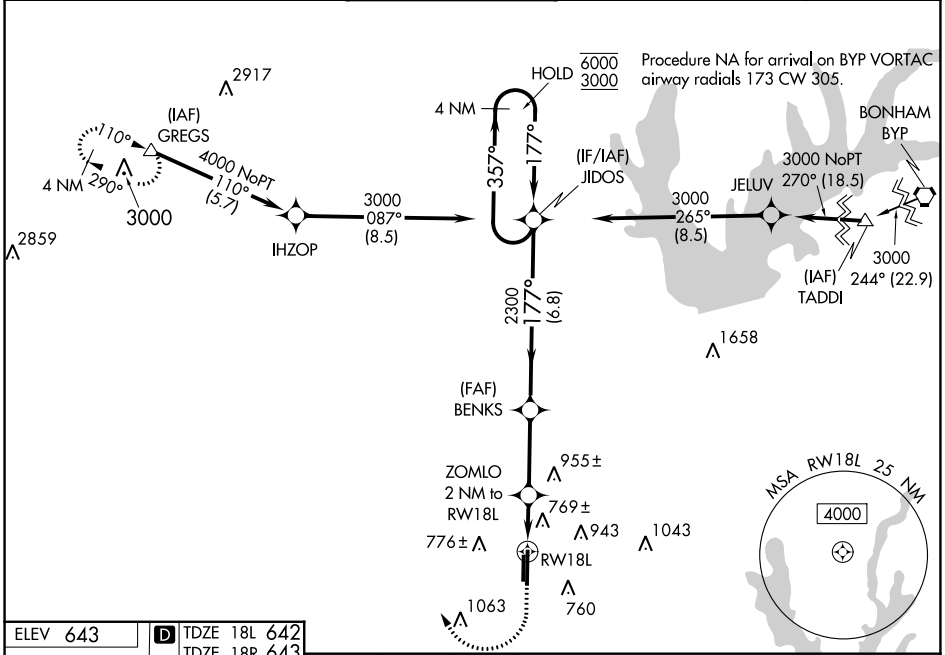 2917
HOLD 6000
3000
Procedure NA for arrival on BYP VORTAC
airway radials 173 CW 305.
4 NM
(IAF)
GREGS
110°
4 NM
290°
3000
4000 NoPT
110°
(5.7)
357°
177°
(IF/IAF)
JIDOS
BONHAM
BYP
3000 NoPT
270° (18.5)
JELUV
3000
087°
(8.5)
IHZOP
3000
265°
(8.5)
2859
(IAF)
TADDI
3000
244° (22.9)
2300
177°
(6.8)
1658
(FAF)
BENKS
ZOMLO
2 NM to
RW18L
955±
769±
943
1043
776±
RW18L
760
1063
MSA RW18L 25 NM
4000
ELEV 643
D TDZE 18L 642
TDZE 18R 643